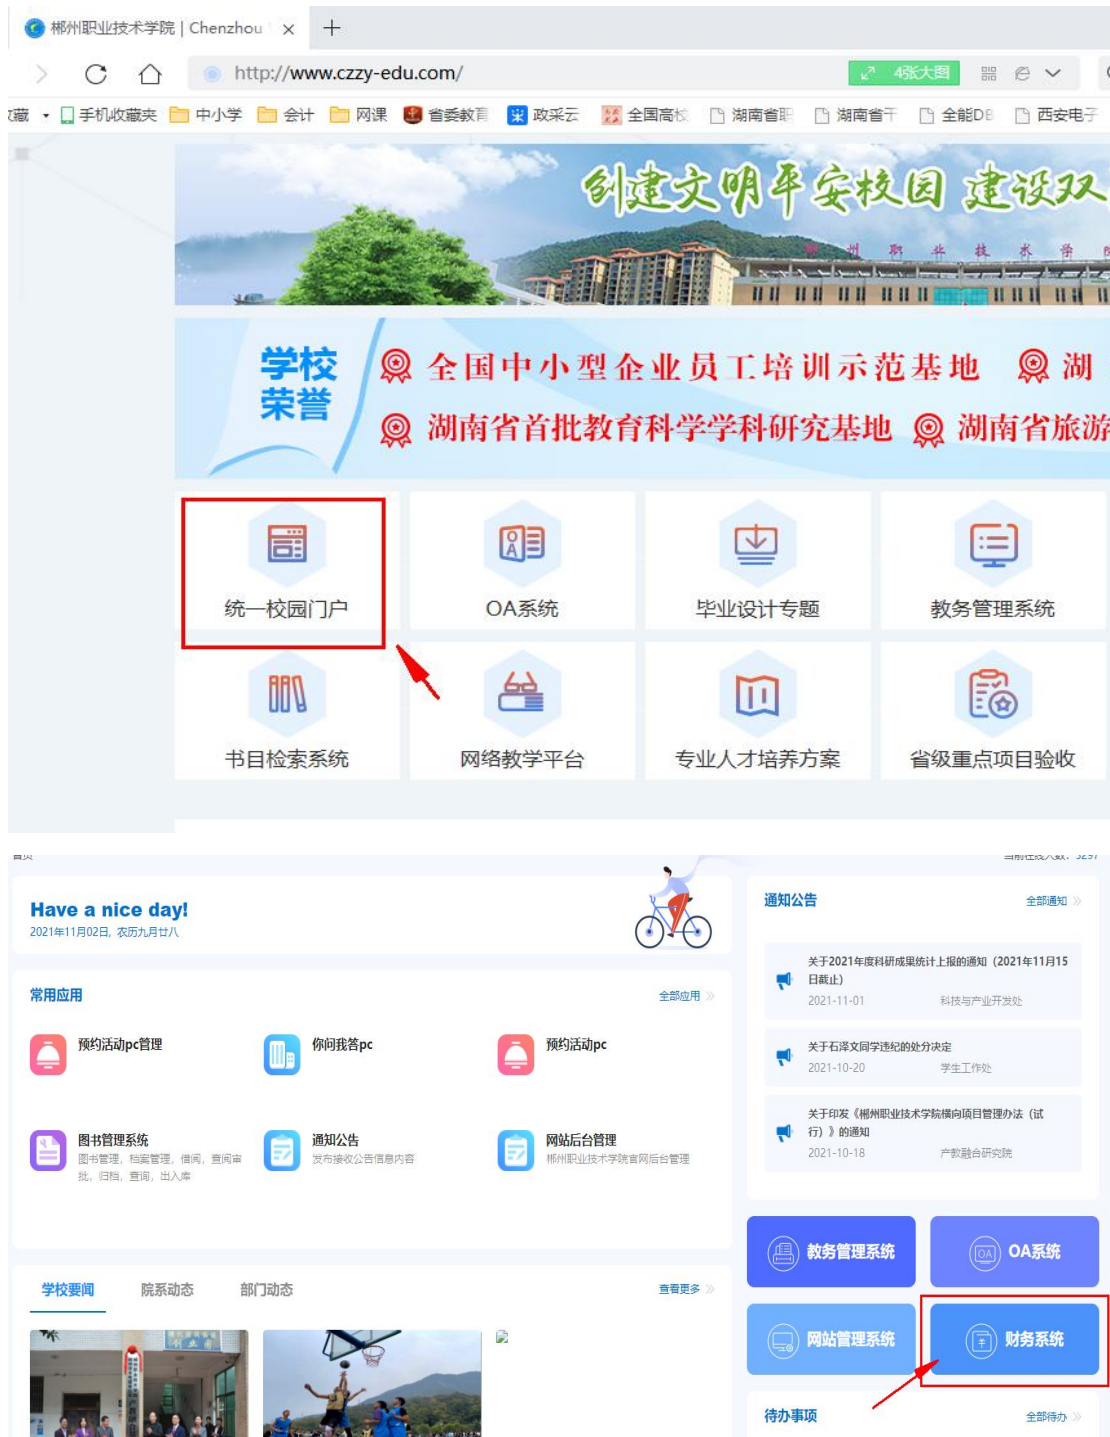 郴州职业技术学院 | Chenzhou
http://www.czzy-edu.com/
4张大图
藏
手机收藏夹
中小学
会计
网课
省委教育
政采云
全国高校
湖南省职
湖南省干
全能DB
西安电子
创建文明平安校园 建设双
州 职 业 技 术 学
学校
荣誉
全国中小型企业员工培训示范基地 湖
湖南省首批教育科学学科研究基地 湖南省旅游
统一校园门户
OA系统
毕业设计专题
教务管理系统
书目检索系统
网络教学平台
专业人才培养方案
省级重点项目验收
首页
当前在线人数: 3297
Have a nice day!
2021年11月02日, 农历九月廿八
常用应用
全部应用
预约活动pc管理
你问我答pc
预约活动pc
图书管理系统
图书管理, 档案管理, 借阅, 查阅审
批, 归档, 查询, 出入库
通知公告
发布接收公告信息内容
网站后台管理
郴州职业技术学院官网后台管理
学校要闻
院系动态
部门动态
查看更多
通知公告
全部通知
关于2021年度科研成果统计上报的通知（2021年11月15
日截止）
2021-11-01
科技与产业开发处
关于石泽文同学违纪的处分决定
2021-10-20
学生工作处
关于印发《郴州职业技术学院横向项目管理办法（试
行）》的通知
2021-10-18
产教融合研究院
教务管理系统
OA系统
网站管理系统
财务系统
待办事项
全部待办